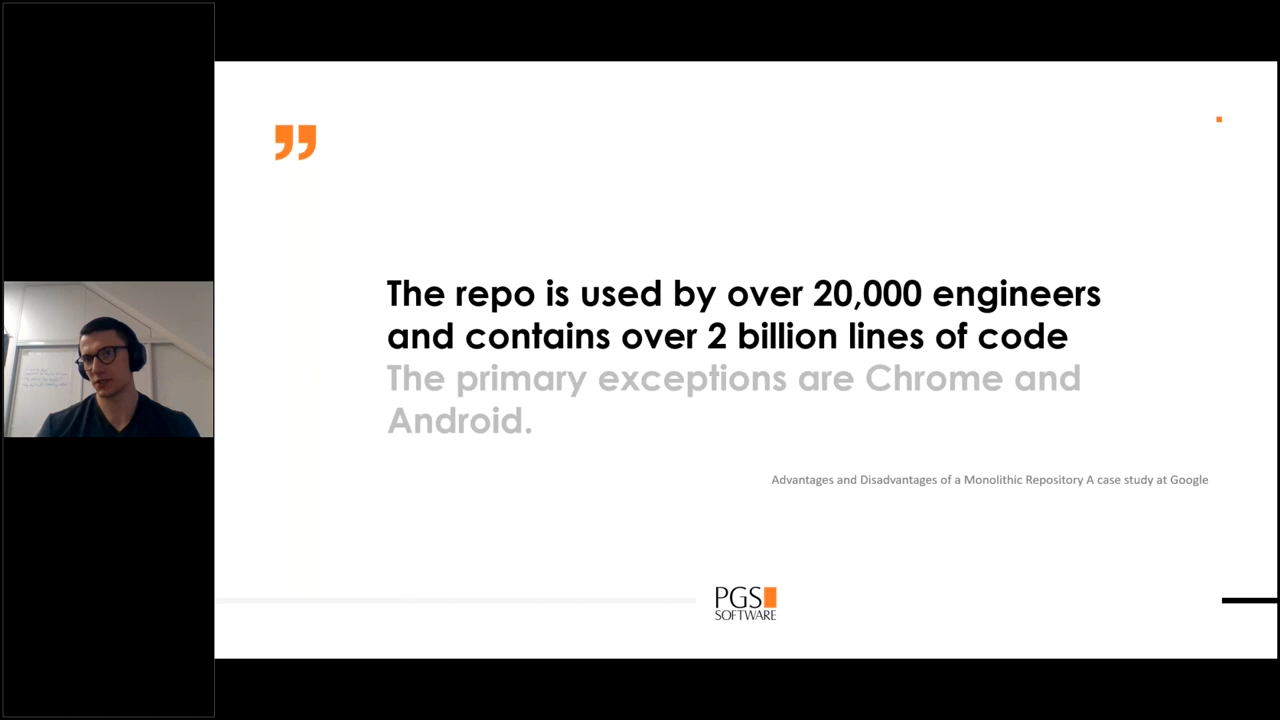 The repo is used by over 20,000 engineers
and contains over 2 billion lines of code
The primary exceptions are Chrome and
Android.
Advantages and Disadvantages of a Monolithic Repository A case study at Google
PGS
SOFTWARE